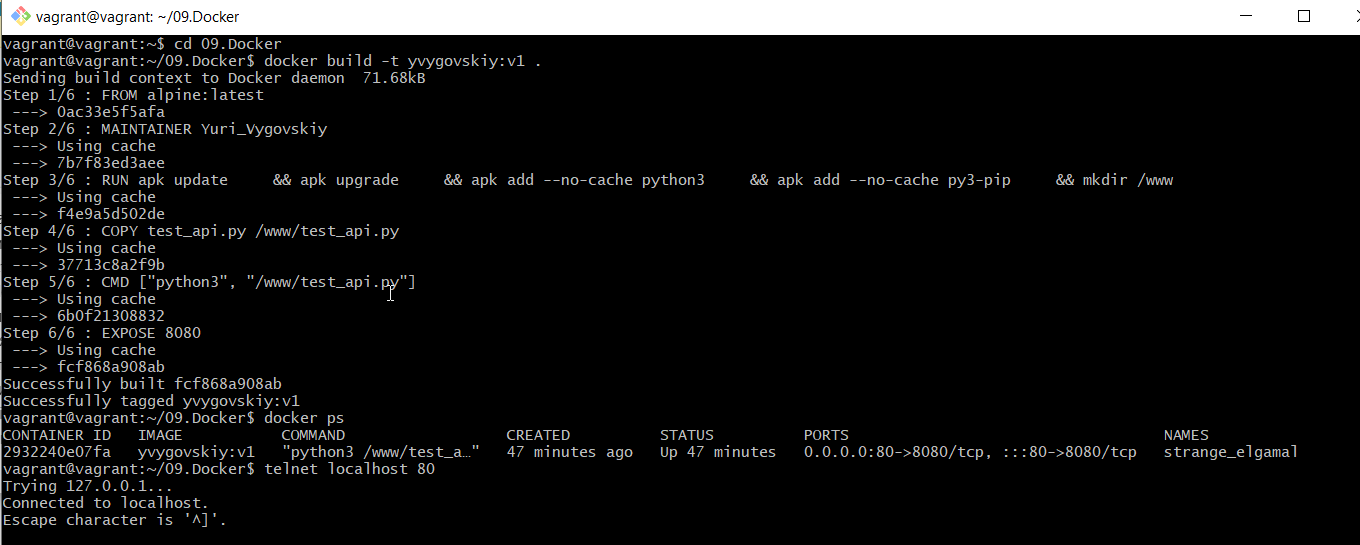 vagrant@vagrant: ~/09.Docker
vagrant@vagrant:~$ cd 09.Docker
vagrant@vagrant:~/09.Docker$ docker build -t yvygovskiy:v1 .
Sending build context to Docker daemon  71.68kB
Step 1/6 : FROM alpine:latest
 ---> 0ac33e5f5afa
Step 2/6 : MAINTAINER Yuri_Vygovskiy
 ---> Using cache
 ---> 7b7f83ed3aee
Step 3/6 : RUN apk update     && apk upgrade     && apk add --no-cache python3     && apk add --no-cache py3-pip     && mkdir /www
 ---> Using cache
 ---> f4e9a5d502de
Step 4/6 : COPY test_api.py /www/test_api.py
 ---> Using cache
 ---> 37713c8a2f9b
Step 5/6 : CMD ["python3", "/www/test_api.py"]
 ---> Using cache
 ---> 6b0f21308832
Step 6/6 : EXPOSE 8080
 ---> Using cache
 ---> fcf868a908ab
Successfully built fcf868a908ab
Successfully tagged yvygovskiy:v1
vagrant@vagrant:~/09.Docker$ docker ps
CONTAINER ID   IMAGE           COMMAND                  CREATED          STATUS          PORTS                                   NAMES
2932240e07fa   yvygovskiy:v1   "python3 /www/test_a…"   47 minutes ago   Up 47 minutes   0.0.0.0:80->8080/tcp, :::80->8080/tcp   strange_elgamal
vagrant@vagrant:~/09.Docker$ telnet localhost 80
Trying 127.0.0.1...
Connected to localhost.
Escape character is '^]'.